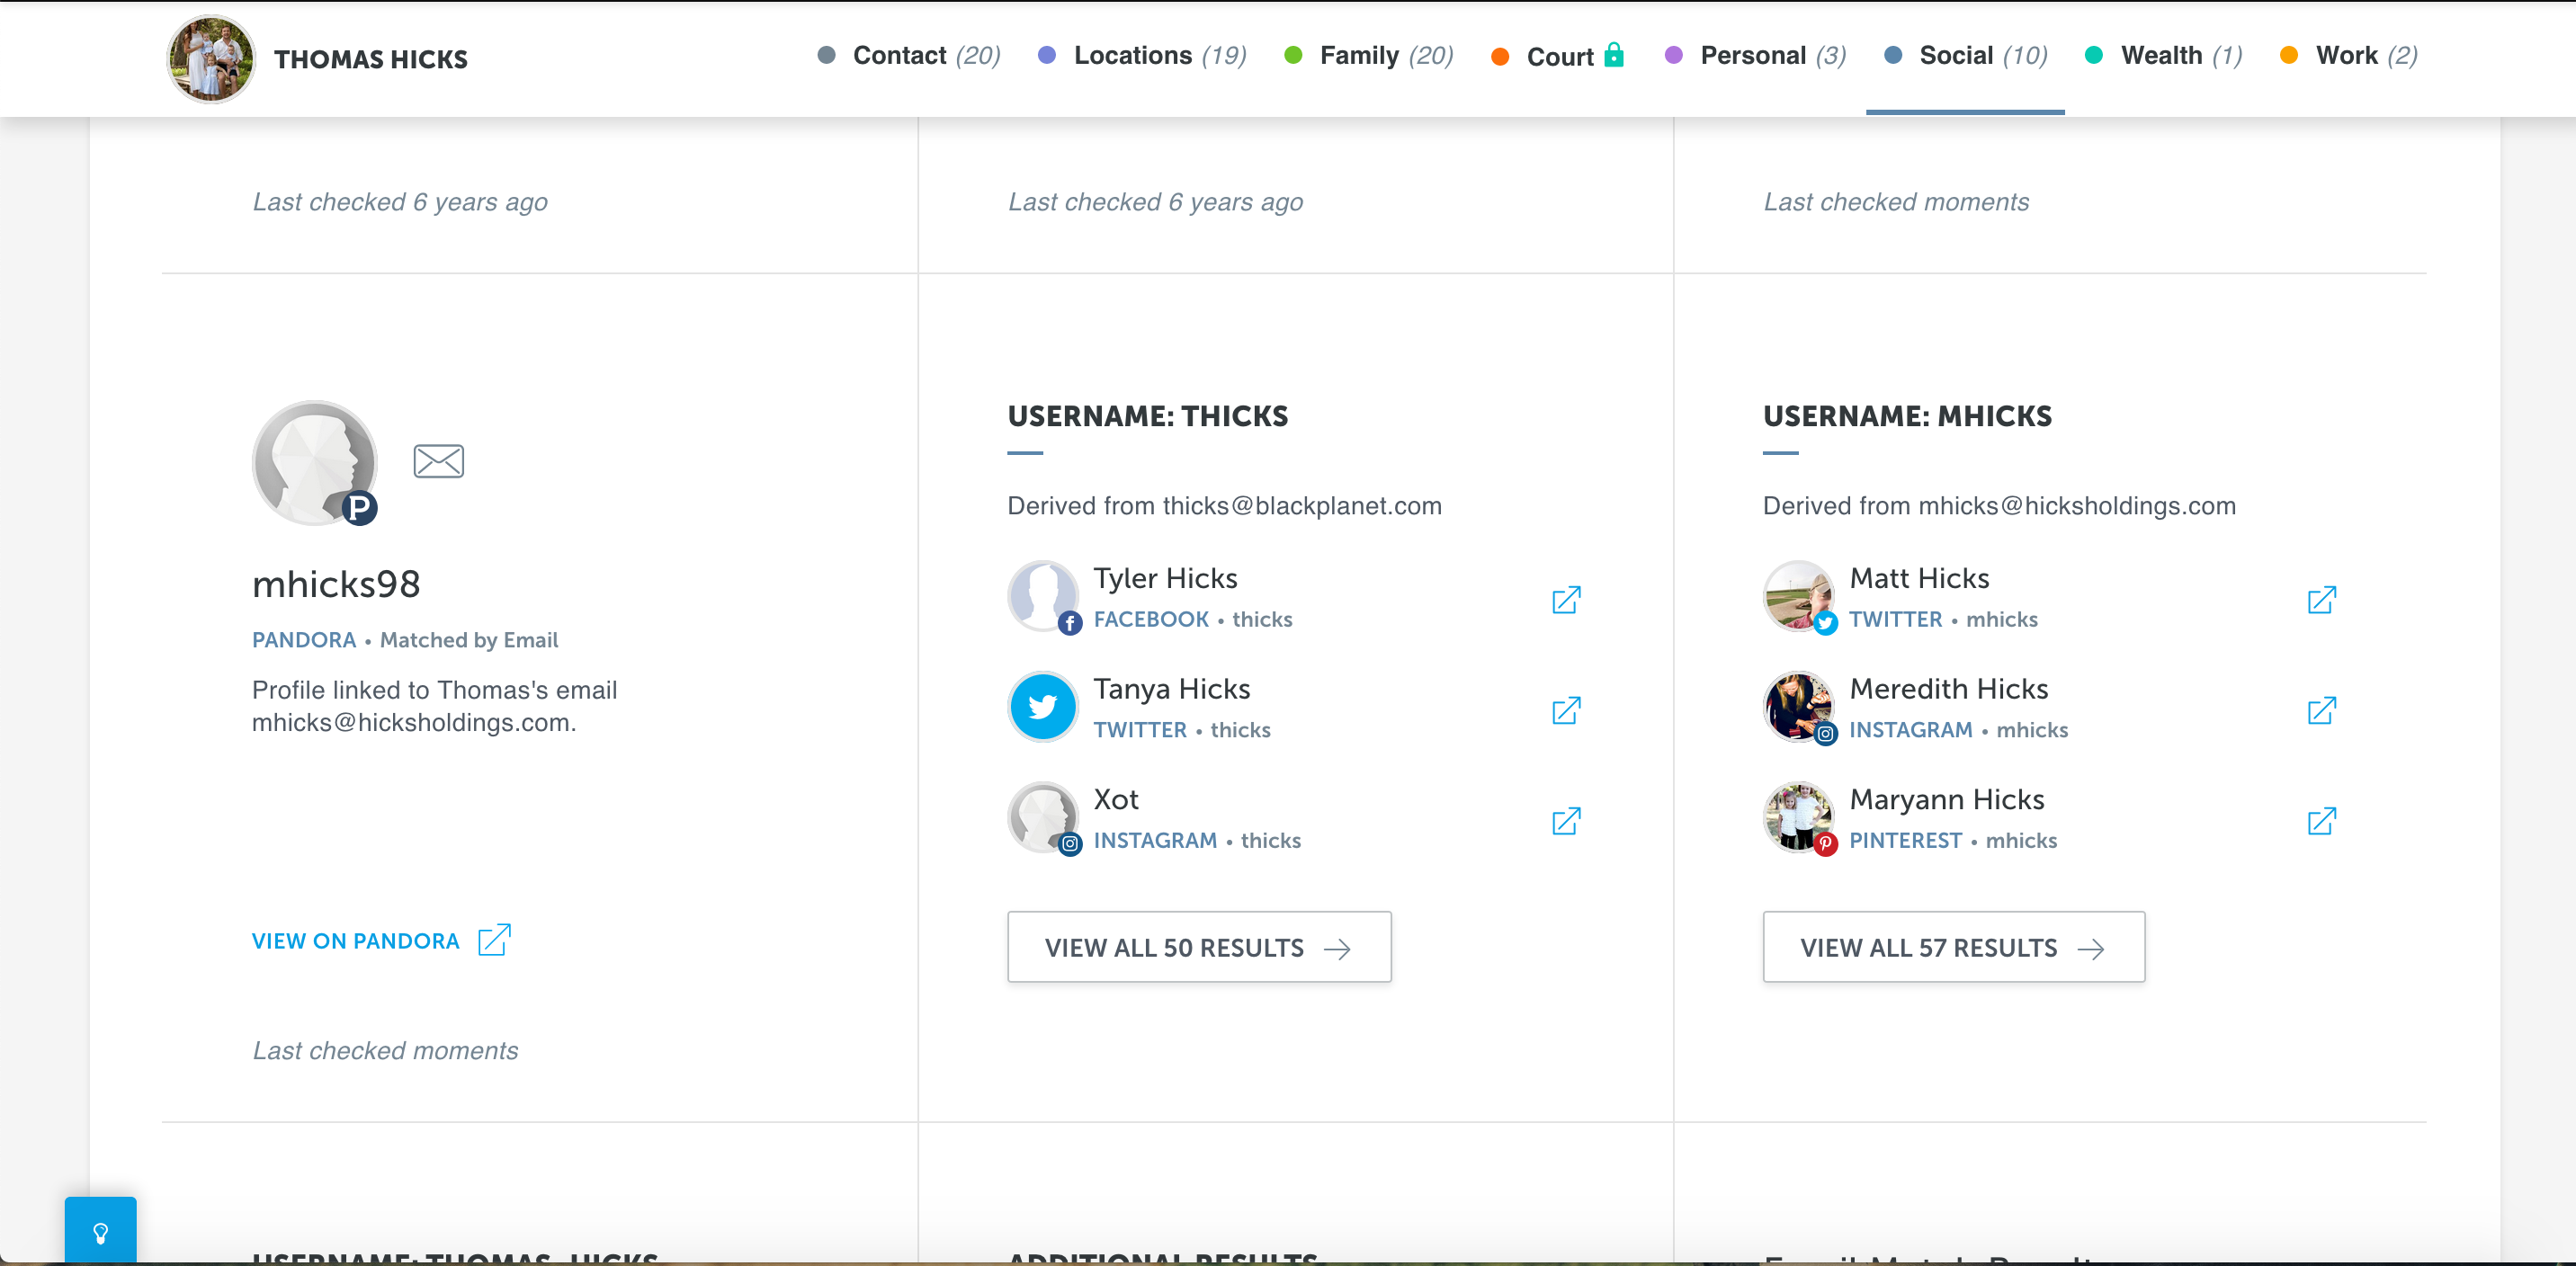 THOMAS HICKS
Contact (20)
Locations (19)
Family (20)
Court
Personal (3)
Social (10)
Wealth (1)
Work (2)
Last checked 6 years ago
Last checked 6 years ago
Last checked moments
P
mhicks98
PANDORA • Matched by Email
Profile linked to Thomas's email
mhicks@hicksholdings.com.
VIEW ON PANDORA
Last checked moments
USERNAME: THICKS
Derived from thicks@blackplanet.com
Tyler Hicks
FACEBOOK • thicks
Tanya Hicks
TWITTER • thicks
Xot
INSTAGRAM • thicks
VIEW ALL 50 RESULTS
USERNAME: MHICKS
Derived from mhicks@hicksholdings.com
Matt Hicks
TWITTER • mhicks
Meredith Hicks
INSTAGRAM • mhicks
Maryann Hicks
PINTEREST • mhicks
VIEW ALL 57 RESULTS
USERNAME: THOMAS_HICKS
ADDITIONAL RESULTS